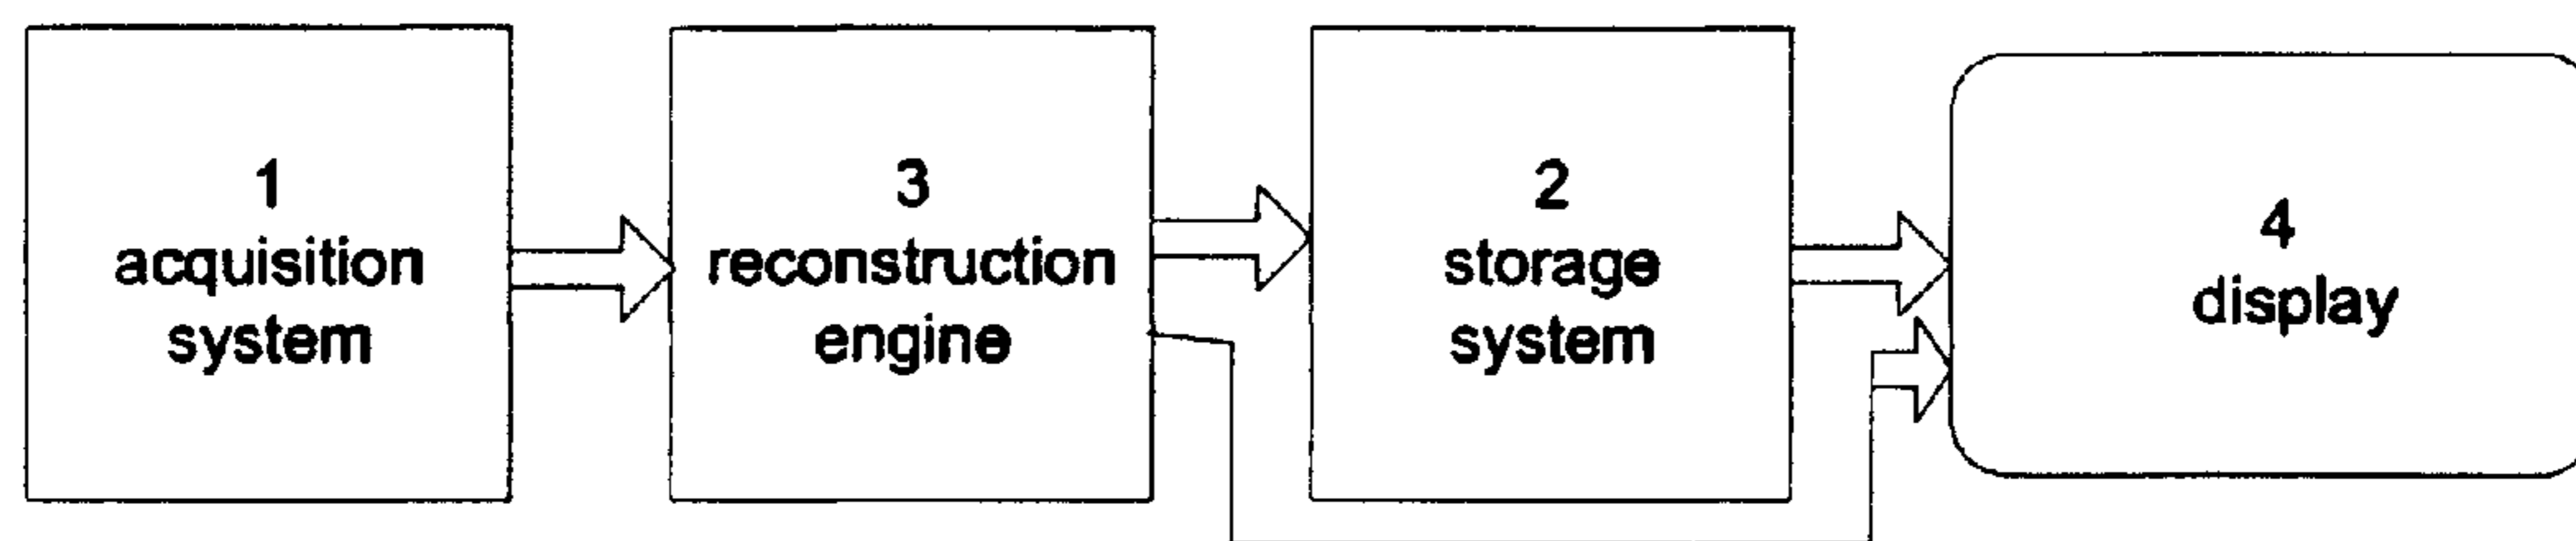 1
acquisition
system
3
reconstruction
engine
2
storage
system
4
display